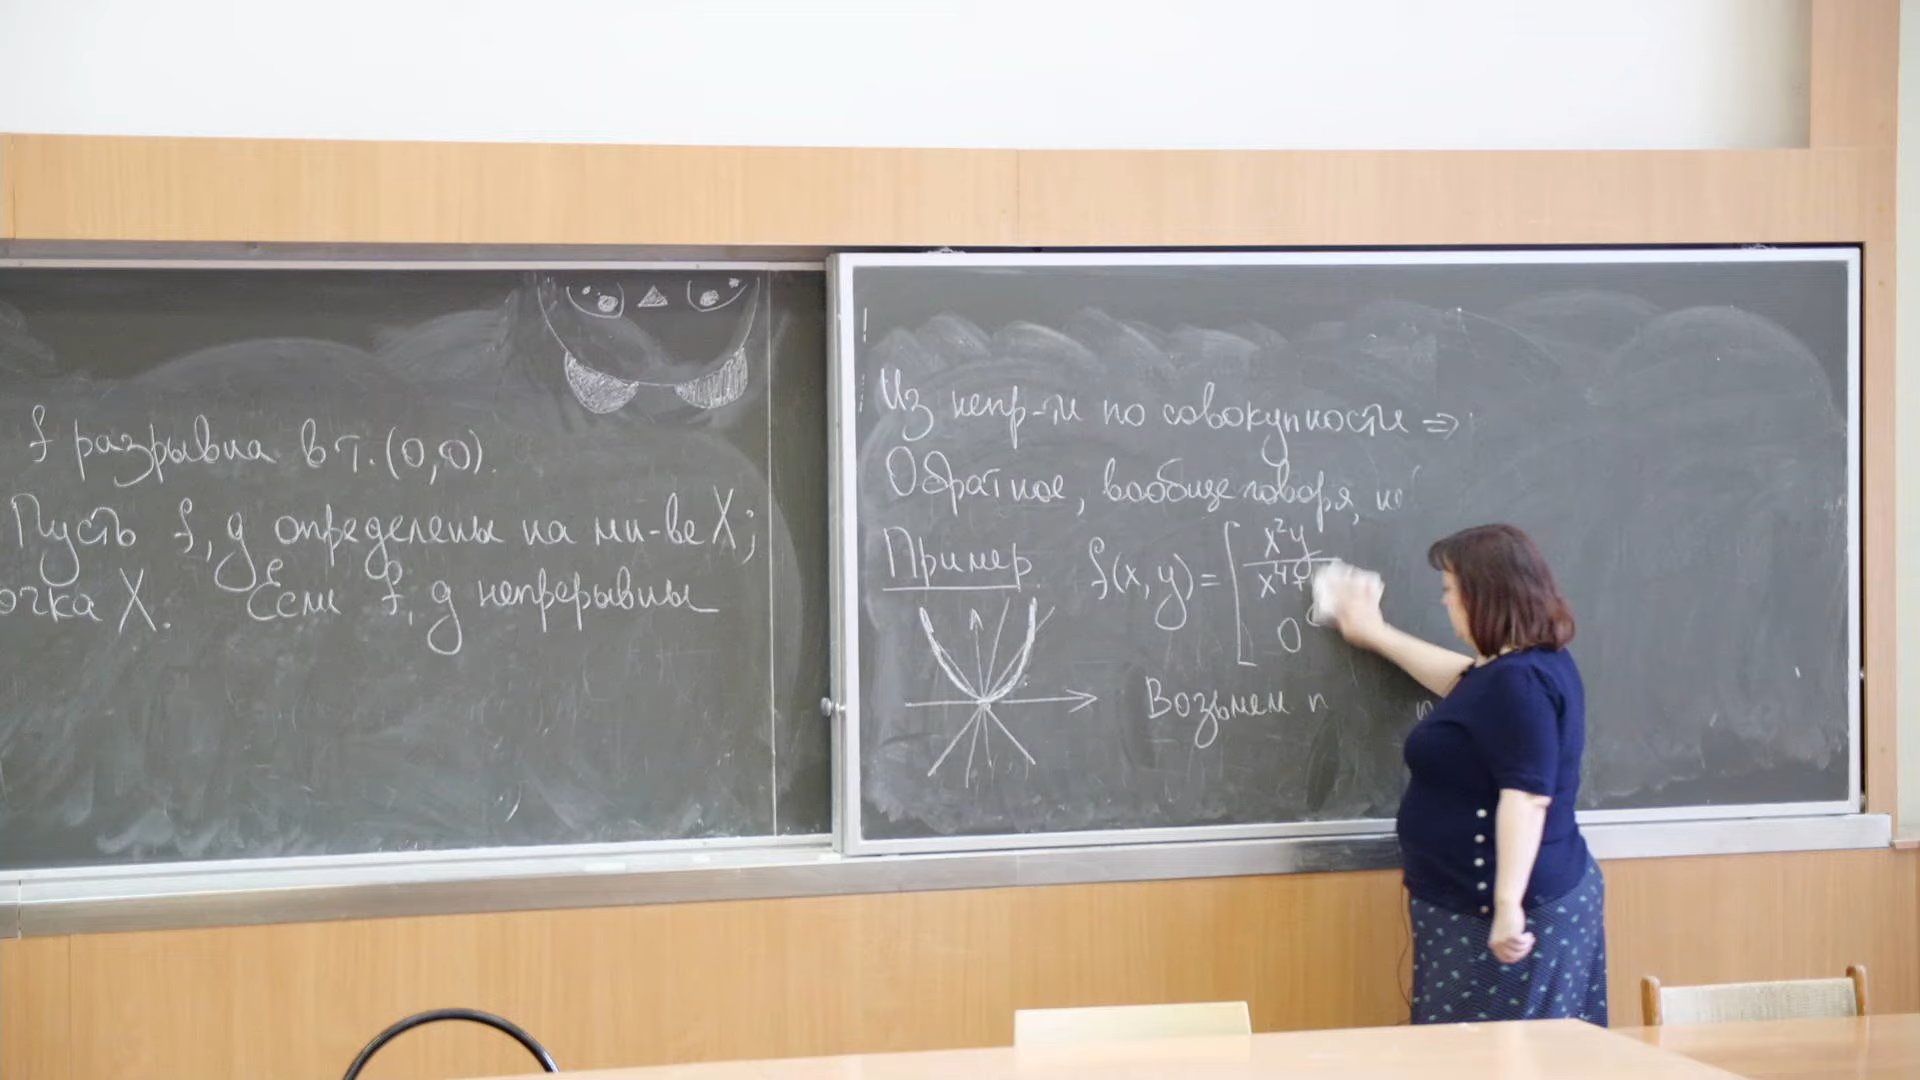 f разрывна в т. (0,0).
Пусть f, g определены на мн-ве X;
очка X. Если f, g непрерывны
Из непр-ти по совокупности ⇒
Обратное, вообще говоря, не
Пример. f(x,y) = [ x²y
x⁴+
0
Возьмем п